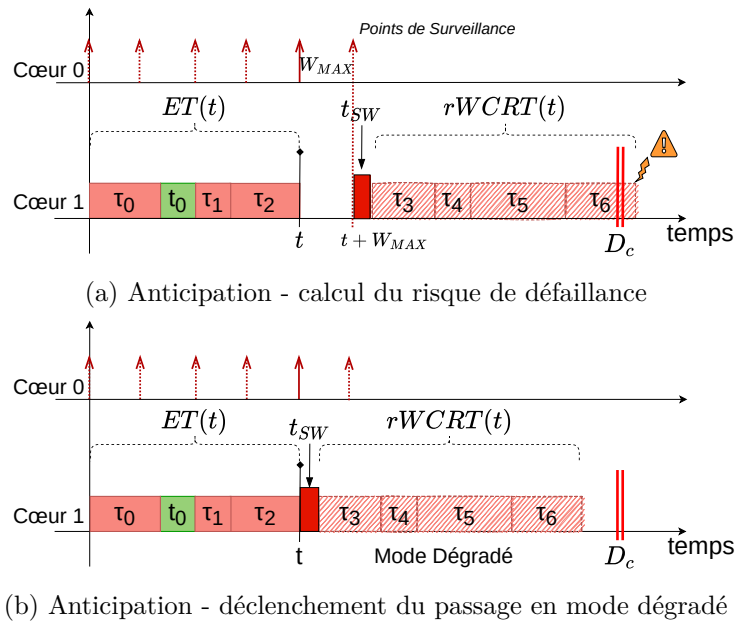 Points de Surveillance
Cœur 0
W_MAX
ET(t)
t_SW
rWCRT(t)
Cœur 1
τ0 t0 τ1 τ2 τ3 τ4 τ5 τ6
t
t + W_MAX
D_c
temps
(a) Anticipation - calcul du risque de défaillance
Cœur 0
ET(t)
t_SW
rWCRT(t)
Cœur 1
τ0 t0 τ1 τ2 τ3 τ4 τ5 τ6
t
Mode Dégradé
D_c
temps
(b) Anticipation - déclenchement du passage en mode dégradé